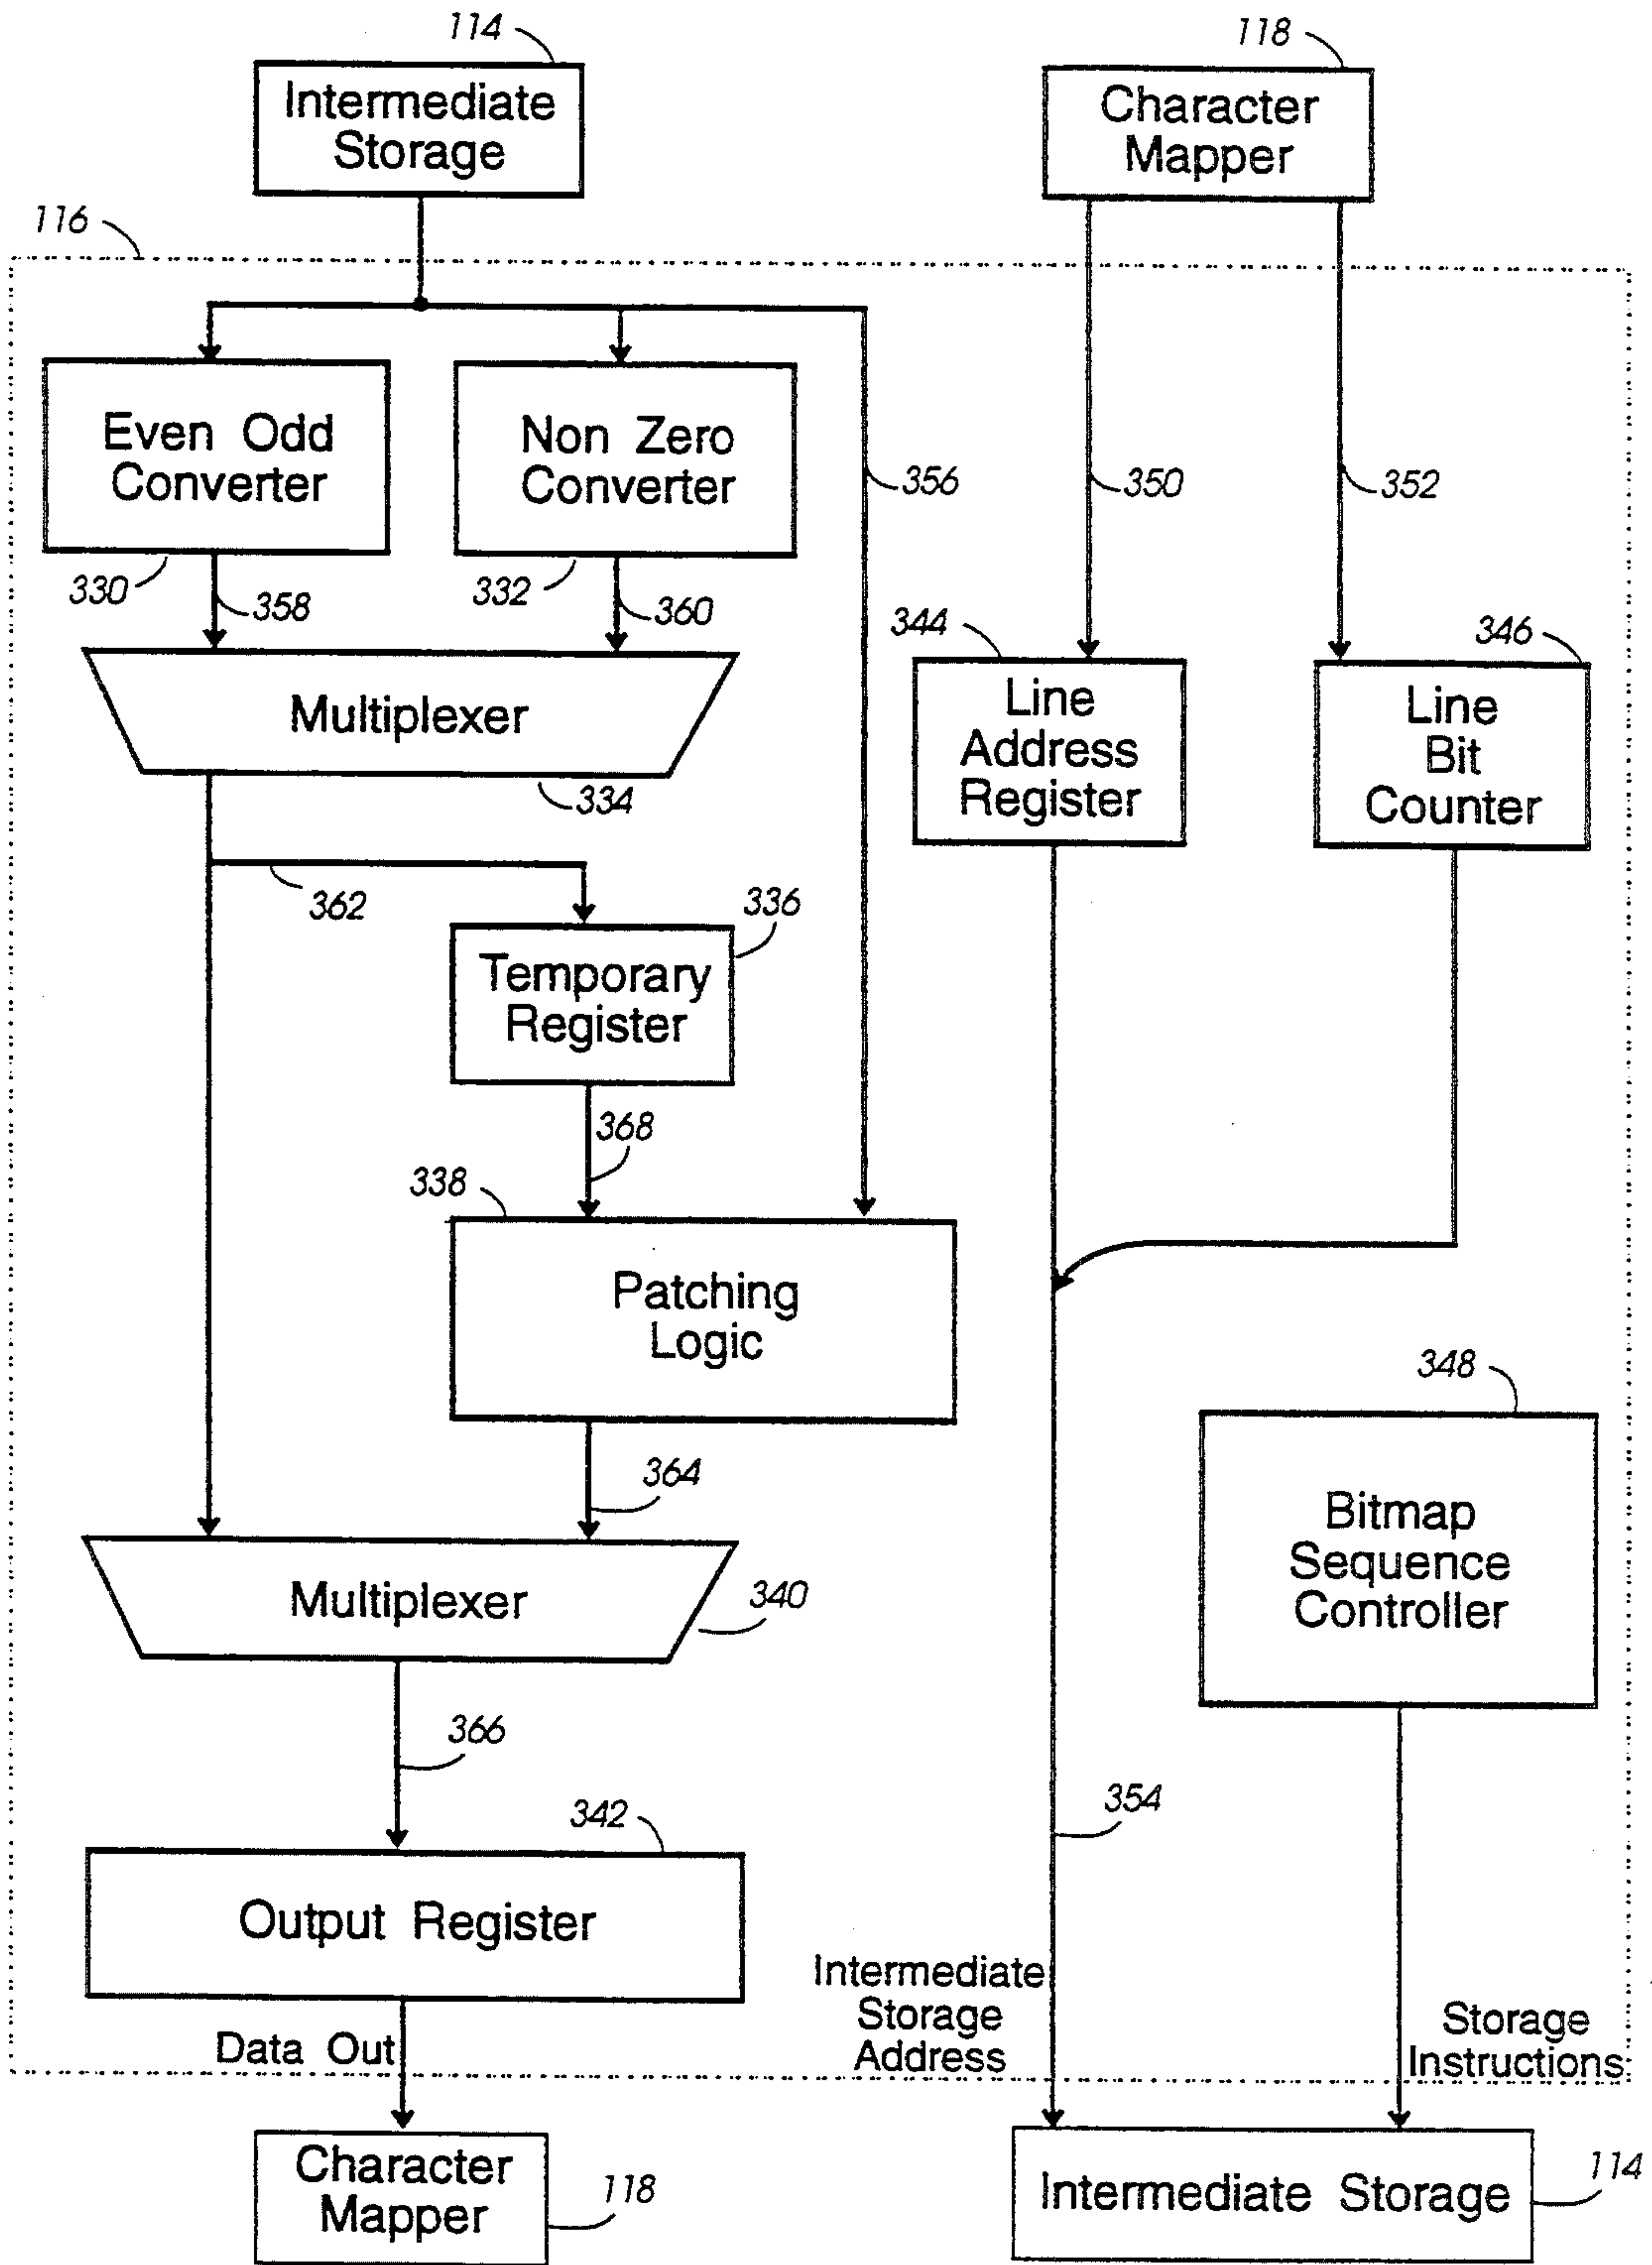 114
Intermediate
Storage
118
Character
Mapper
116
Even Odd
Converter
330
358
Non Zero
Converter
332
360
356
350
352
Multiplexer
334
362
344
Line
Address
Register
346
Line
Bit
Counter
336
Temporary
Register
368
338
Patching
Logic
364
348
Bitmap
Sequence
Controller
Multiplexer
340
366
342
Output Register
354
Intermediate
Storage
Address
Storage
Instructions
Data Out
Character
Mapper
118
Intermediate Storage
114